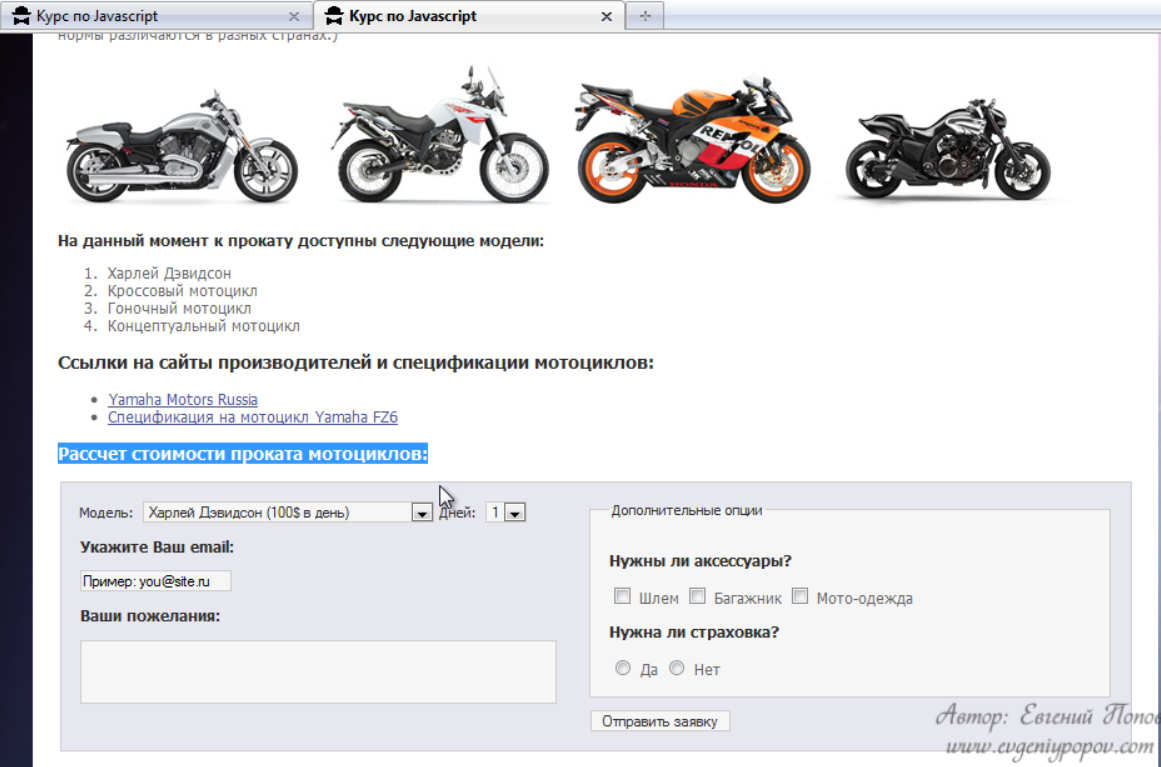 Курс по Javascript
Курс по Javascript
нормы различаются в разных странах.)
REPSOL
HONDA
На данный момент к прокату доступны следующие модели:
1. Харлей Дэвидсон
2. Кроссовый мотоцикл
3. Гоночный мотоцикл
4. Концептуальный мотоцикл
Ссылки на сайты производителей и спецификации мотоциклов:
• Yamaha Motors Russia
• Спецификация на мотоцикл Yamaha FZ6
Рассчет стоимости проката мотоциклов:
Модель: Харлей Дэвидсон (100$ в день) Дней: 1
Укажите Ваш email:
Пример: you@site.ru
Ваши пожелания:
Дополнительные опции
Нужны ли аксессуары?
Шлем Багажник Мото-одежда
Нужна ли страховка?
Да Нет
Отправить заявку
Автор: Евгений Попов
www.evgeniypopov.com